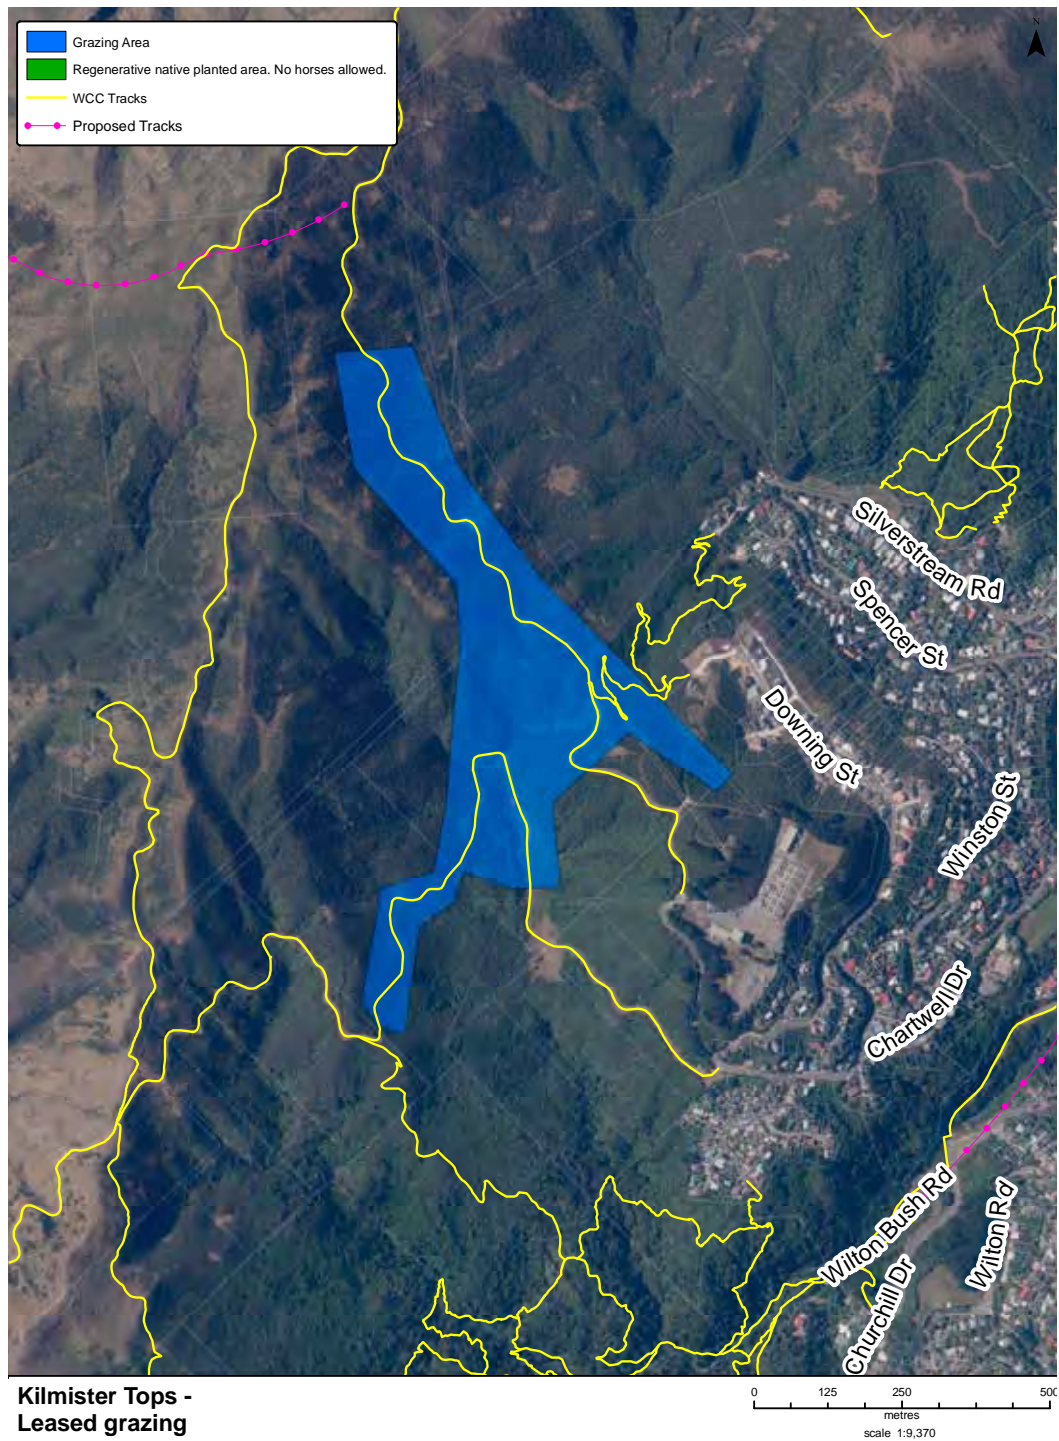 N
Grazing Area
Regenerative native planted area. No horses allowed.
WCC Tracks
Proposed Tracks
Silverstream Rd
Spencer St
Downing St
Winston St
Chartwell Dr
Wilton Bush Rd
Wilton Rd
Churchill Dr
Kilmister Tops -
Leased grazing
0 125 250 500
metres
scale 1:9,370